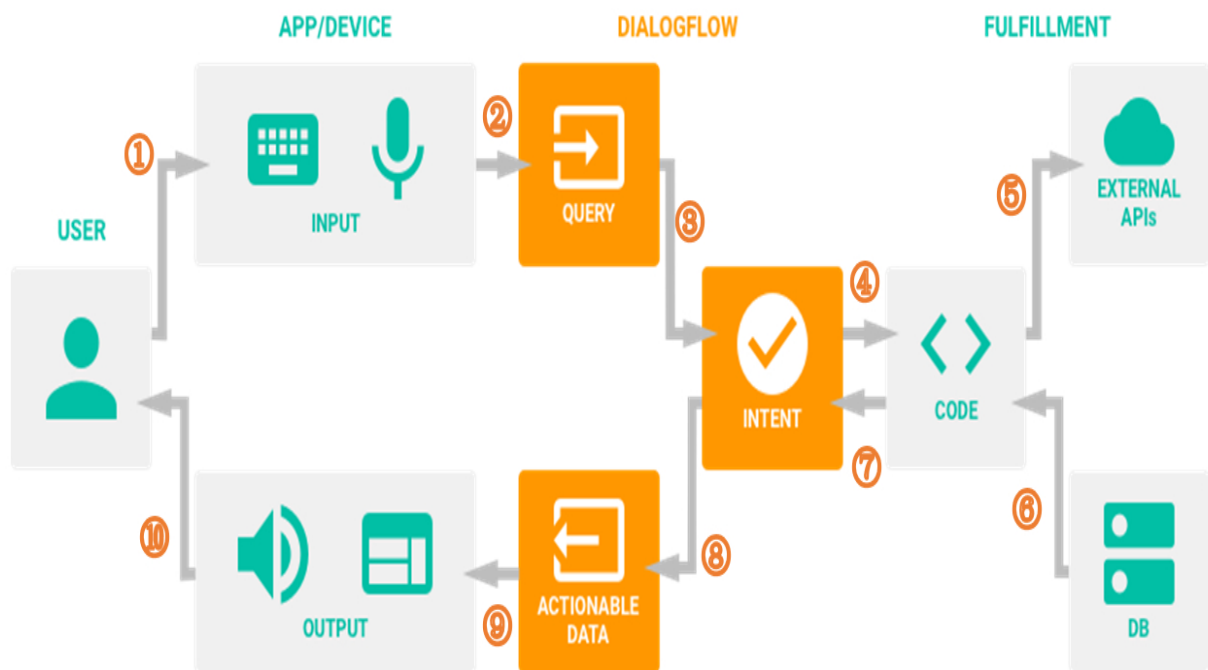 APP/DEVICE
DIALOGFLOW
FULFILLMENT
①
②
INPUT
QUERY
③
④
⑤
EXTERNAL
APIs
USER
INTENT
CODE
⑦
⑥
⑩
OUTPUT
⑨
ACTIONABLE
DATA
⑧
DB